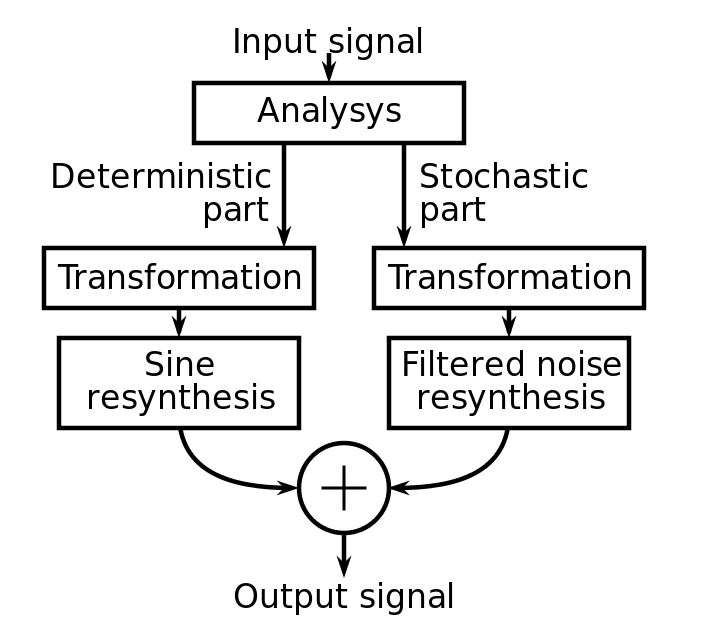 Input signal
Analysys
Deterministic
part
Stochastic
part
Transformation
Transformation
Sine
resynthesis
Filtered noise
resynthesis
+
Output signal